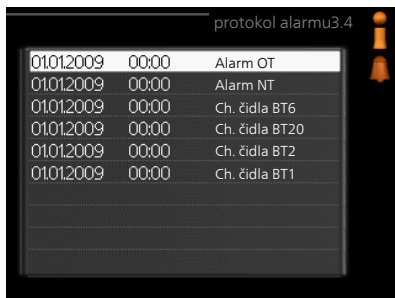 protokol alarmu3.4
01.01.2009 00:00 Alarm OT
01.01.2009 00:00 Alarm NT
01.01.2009 00:00 Ch. čidla BT6
01.01.2009 00:00 Ch. čidla BT20
01.01.2009 00:00 Ch. čidla BT2
01.01.2009 00:00 Ch. čidla BT1